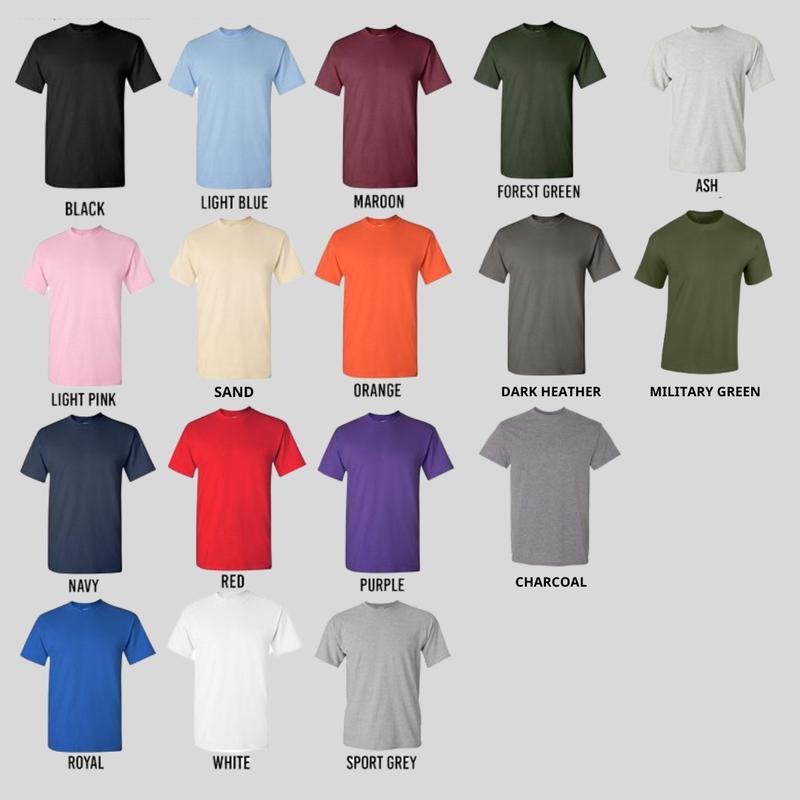 BLACK
LIGHT BLUE
MAROON
FOREST GREEN
ASH
LIGHT PINK
SAND
ORANGE
DARK HEATHER
MILITARY GREEN
NAVY
RED
PURPLE
CHARCOAL
ROYAL
WHITE
SPORT GREY